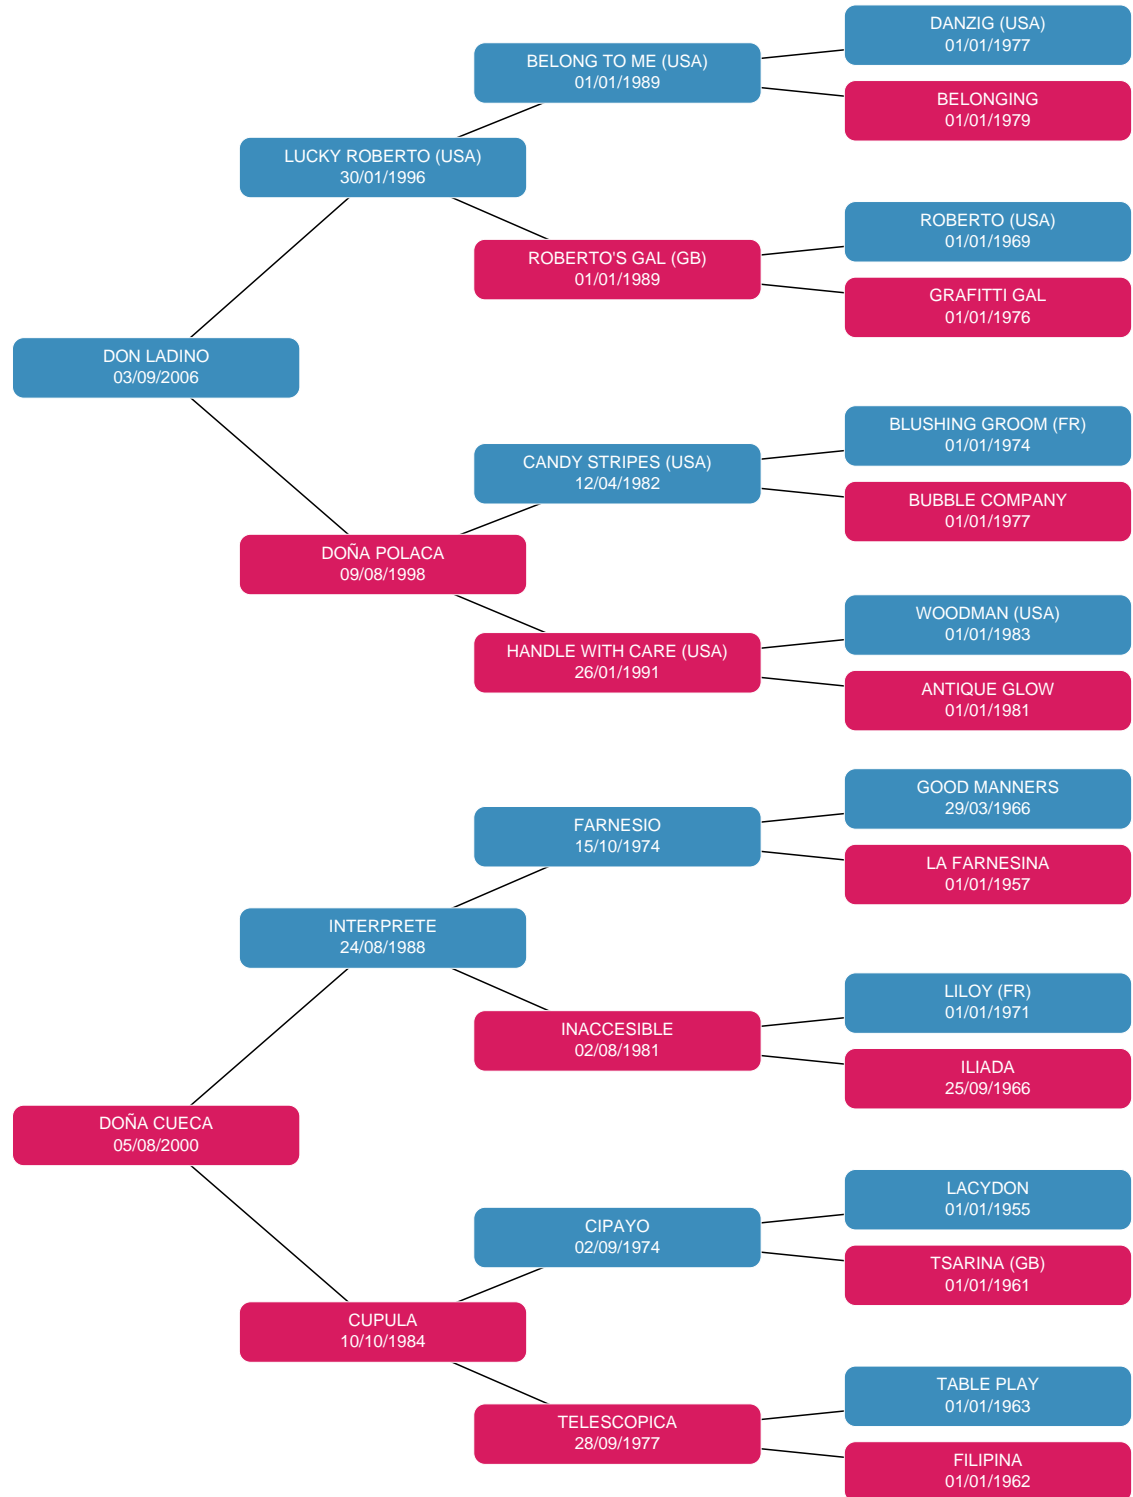 DANZIG (USA)
01/01/1977
BELONG TO ME (USA)
01/01/1989
BELONGING
01/01/1979
LUCKY ROBERTO (USA)
30/01/1996
ROBERTO (USA)
01/01/1969
ROBERTO'S GAL (GB)
01/01/1989
GRAFITTI GAL
01/01/1976
DON LADINO
03/09/2006
BLUSHING GROOM (FR)
01/01/1974
CANDY STRIPES (USA)
12/04/1982
BUBBLE COMPANY
01/01/1977
DOÑA POLACA
09/08/1998
WOODMAN (USA)
01/01/1983
HANDLE WITH CARE (USA)
26/01/1991
ANTIQUE GLOW
01/01/1981
GOOD MANNERS
29/03/1966
FARNESIO
15/10/1974
LA FARNESINA
01/01/1957
INTERPRETE
24/08/1988
LILOY (FR)
01/01/1971
INACCESIBLE
02/08/1981
ILIADA
25/09/1966
DOÑA CUECA
05/08/2000
LACYDON
01/01/1955
CIPAYO
02/09/1974
TSARINA (GB)
01/01/1961
CUPULA
10/10/1984
TABLE PLAY
01/01/1963
TELESCOPICA
28/09/1977
FILIPINA
01/01/1962